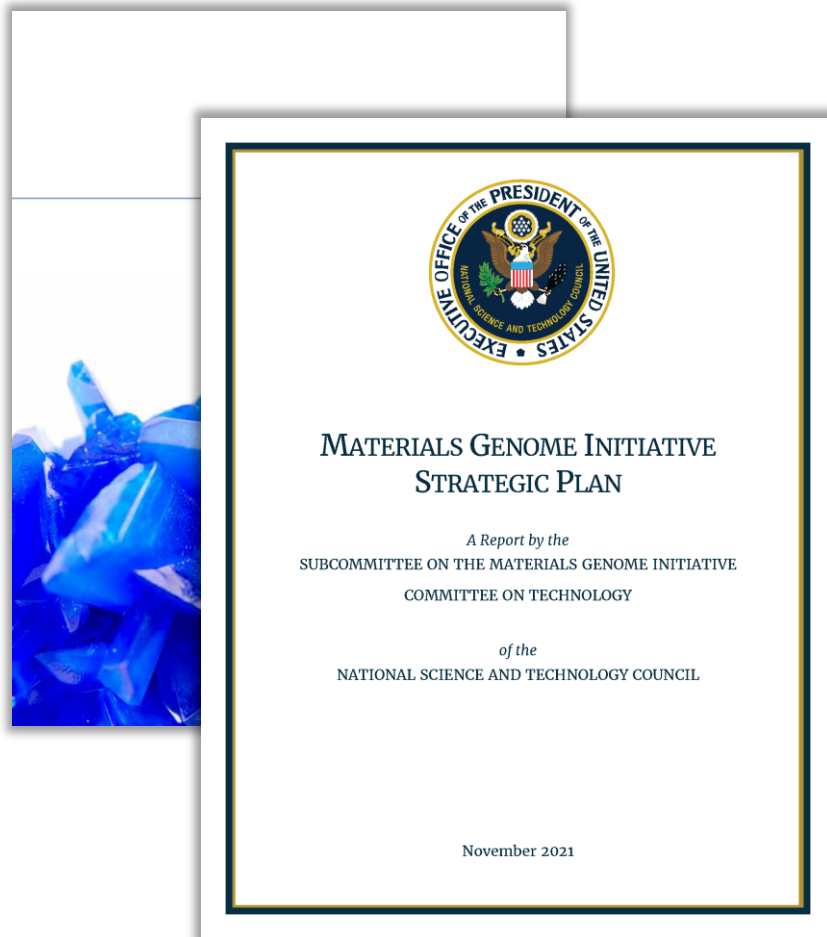 EXECUTIVE OFFICE OF THE PRESIDENT OF THE UNITED STATES
NATIONAL SCIENCE AND TECHNOLOGY COUNCIL
MATERIALS GENOME INITIATIVE
STRATEGIC PLAN
A Report by the
SUBCOMMITTEE ON THE MATERIALS GENOME INITIATIVE
COMMITTEE ON TECHNOLOGY
of the
NATIONAL SCIENCE AND TECHNOLOGY COUNCIL
November 2021